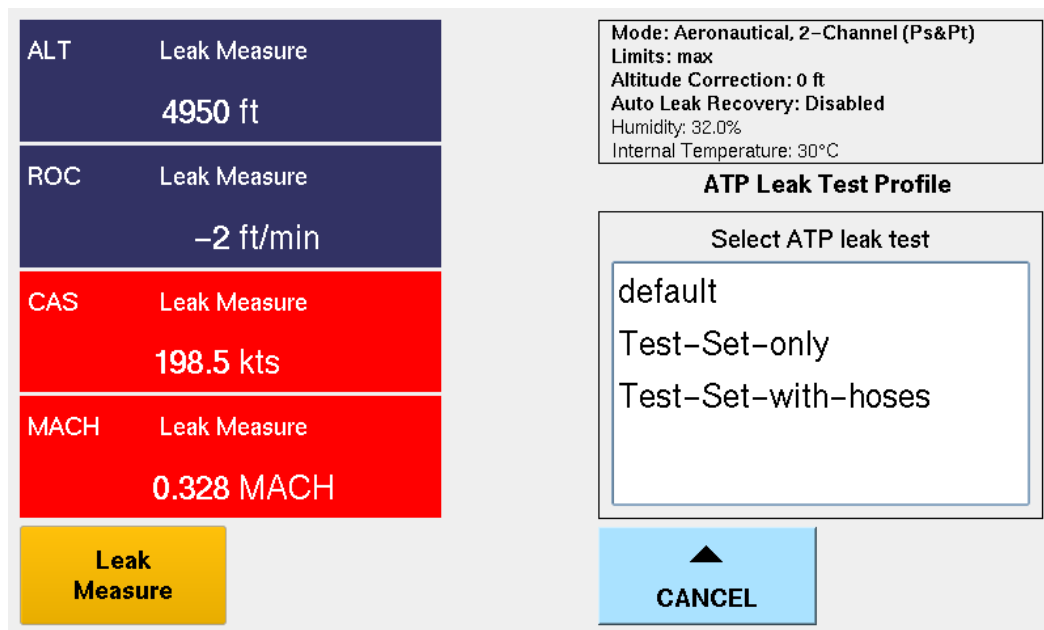 ALT Leak Measure
4950 ft
ROC Leak Measure
−2 ft/min
CAS Leak Measure
198.5 kts
MACH Leak Measure
0.328 MACH
Leak
Measure
Mode: Aeronautical, 2−Channel (Ps&Pt)
Limits: max
Altitude Correction: 0 ft
Auto Leak Recovery: Disabled
Humidity: 32.0%
Internal Temperature: 30°C
ATP Leak Test Profile
Select ATP leak test
default
Test−Set−only
Test−Set−with−hoses
CANCEL